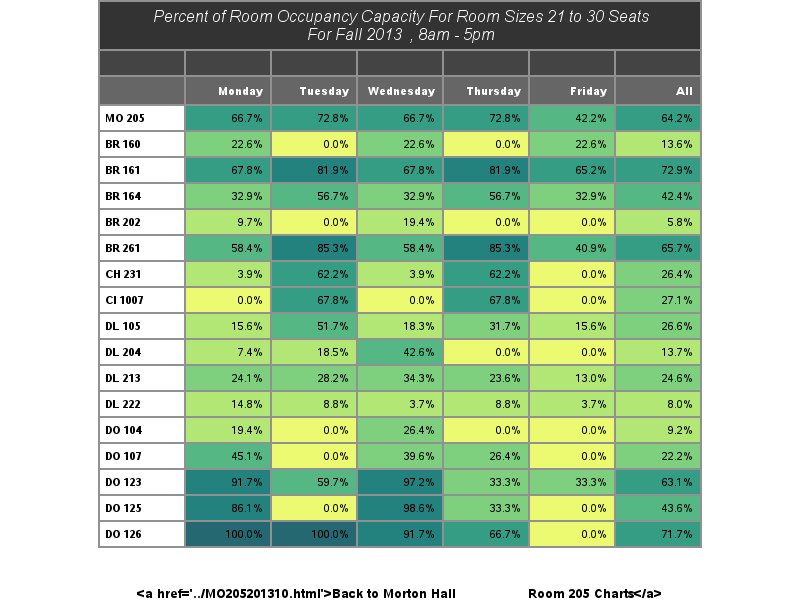 Percent of Room Occupancy Capacity For Room Sizes 21 to 30 Seats
For Fall 2013 , 8am - 5pm
Monday Tuesday Wednesday Thursday Friday All
MO 205 66.7% 72.8% 66.7% 72.8% 42.2% 64.2%
BR 160 22.6% 0.0% 22.6% 0.0% 22.6% 13.6%
BR 161 67.8% 81.9% 67.8% 81.9% 65.2% 72.9%
BR 164 32.9% 56.7% 32.9% 56.7% 32.9% 42.4%
BR 202 9.7% 0.0% 19.4% 0.0% 0.0% 5.8%
BR 261 58.4% 85.3% 58.4% 85.3% 40.9% 65.7%
CH 231 3.9% 62.2% 3.9% 62.2% 0.0% 26.4%
CI 1007 0.0% 67.8% 0.0% 67.8% 0.0% 27.1%
DL 105 15.6% 51.7% 18.3% 31.7% 15.6% 26.6%
DL 204 7.4% 18.5% 42.6% 0.0% 0.0% 13.7%
DL 213 24.1% 28.2% 34.3% 23.6% 13.0% 24.6%
DL 222 14.8% 8.8% 3.7% 8.8% 3.7% 8.0%
DO 104 19.4% 0.0% 26.4% 0.0% 0.0% 9.2%
DO 107 45.1% 0.0% 39.6% 26.4% 0.0% 22.2%
DO 123 91.7% 59.7% 97.2% 33.3% 33.3% 63.1%
DO 125 86.1% 0.0% 98.6% 33.3% 0.0% 43.6%
DO 126 100.0% 100.0% 91.7% 66.7% 0.0% 71.7%
<a href='../MO205201310.html'>Back to Morton Hall Room 205 Charts</a>